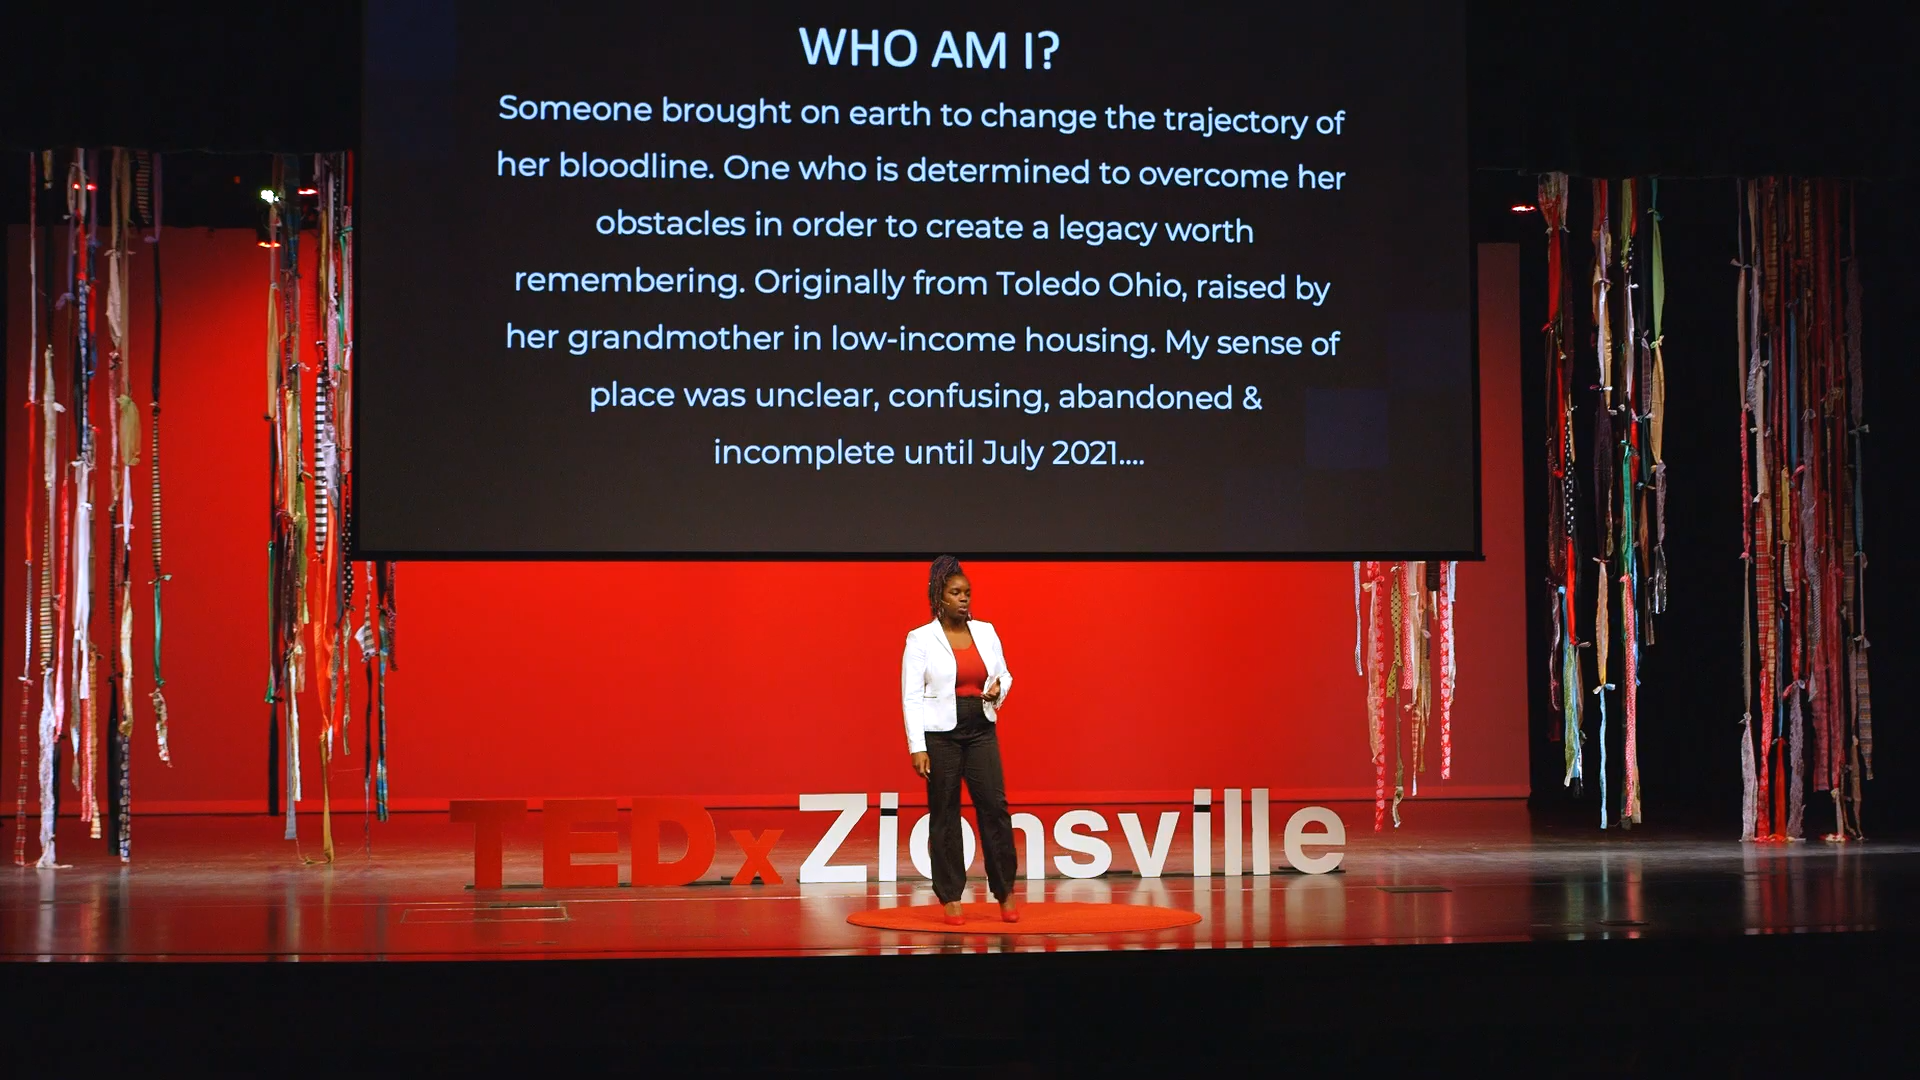 WHO AM I?
Someone brought on earth to change the trajectory of
her bloodline. One who is determined to overcome her
obstacles in order to create a legacy worth
remembering. Originally from Toledo Ohio, raised by
her grandmother in low-income housing. My sense of
place was unclear, confusing, abandoned &
incomplete until July 2021....
TEDxZionsville